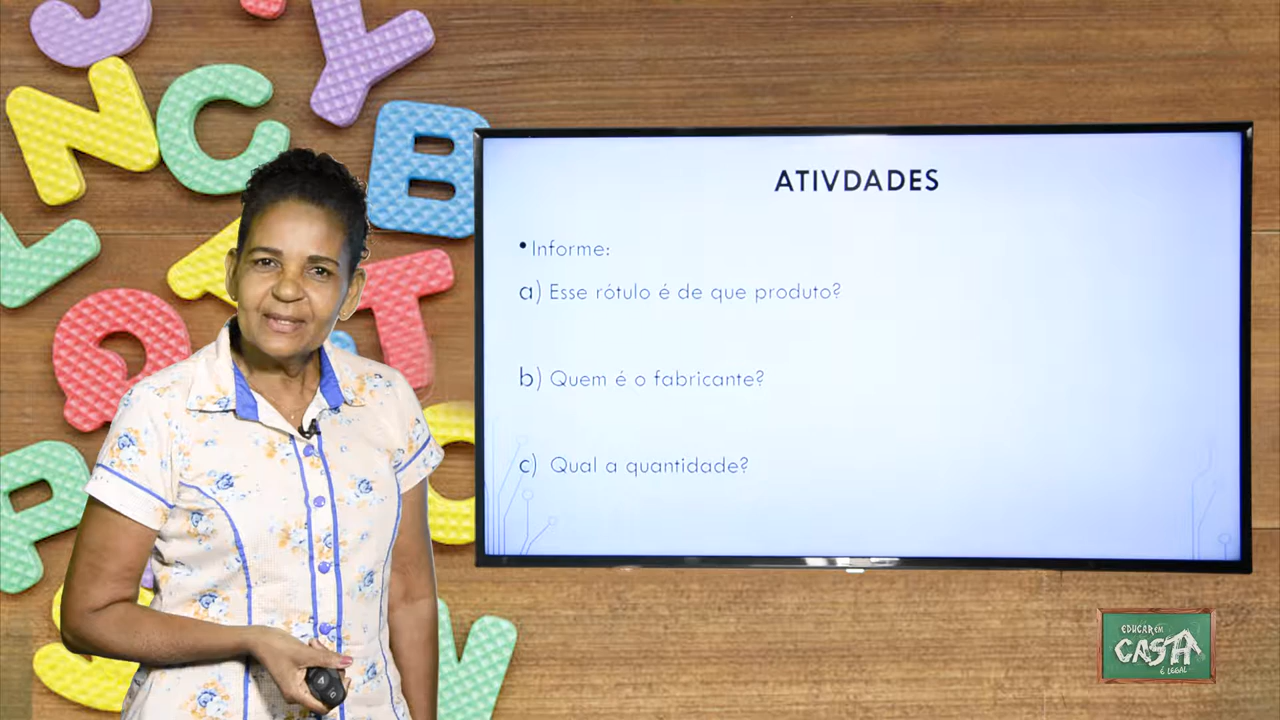 ATIVDADES
• Informe:
a) Esse rótulo é de que produto?
b) Quem é o fabricante?
c) Qual a quantidade?
EDUCAR EM
CASA
É LEGAL